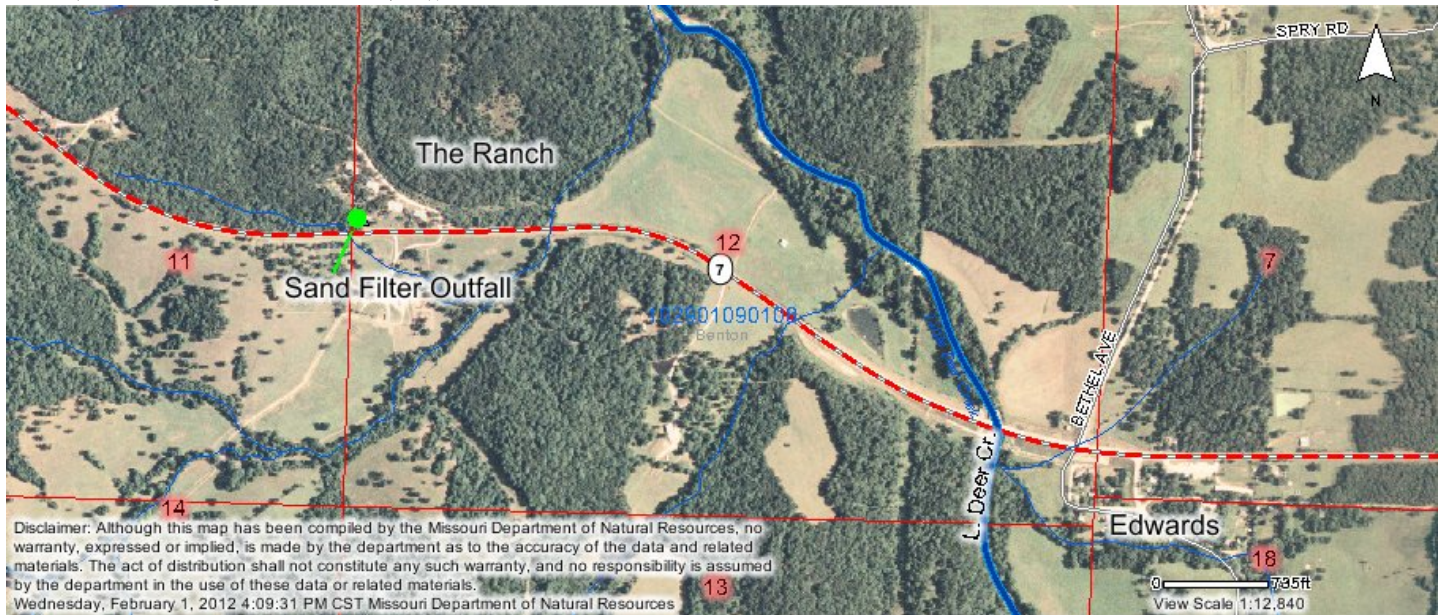 SPRY RD
N
The Ranch
12
7
11
7
Sand Filter Outfall
Benton
BETHEL AVE
L. Deer Cr.
Edwards
14
18
13
Disclaimer: Although this map has been compiled by the Missouri Department of Natural Resources, no
warranty, expressed or implied, is made by the department as to the accuracy of the data and related
materials. The act of distribution shall not constitute any such warranty, and no responsibility is assumed
by the department in the use of these data or related materials.
Wednesday, February 1, 2012 4:09:31 PM CST Missouri Department of Natural Resources
0 735ft
View Scale 1:12,840